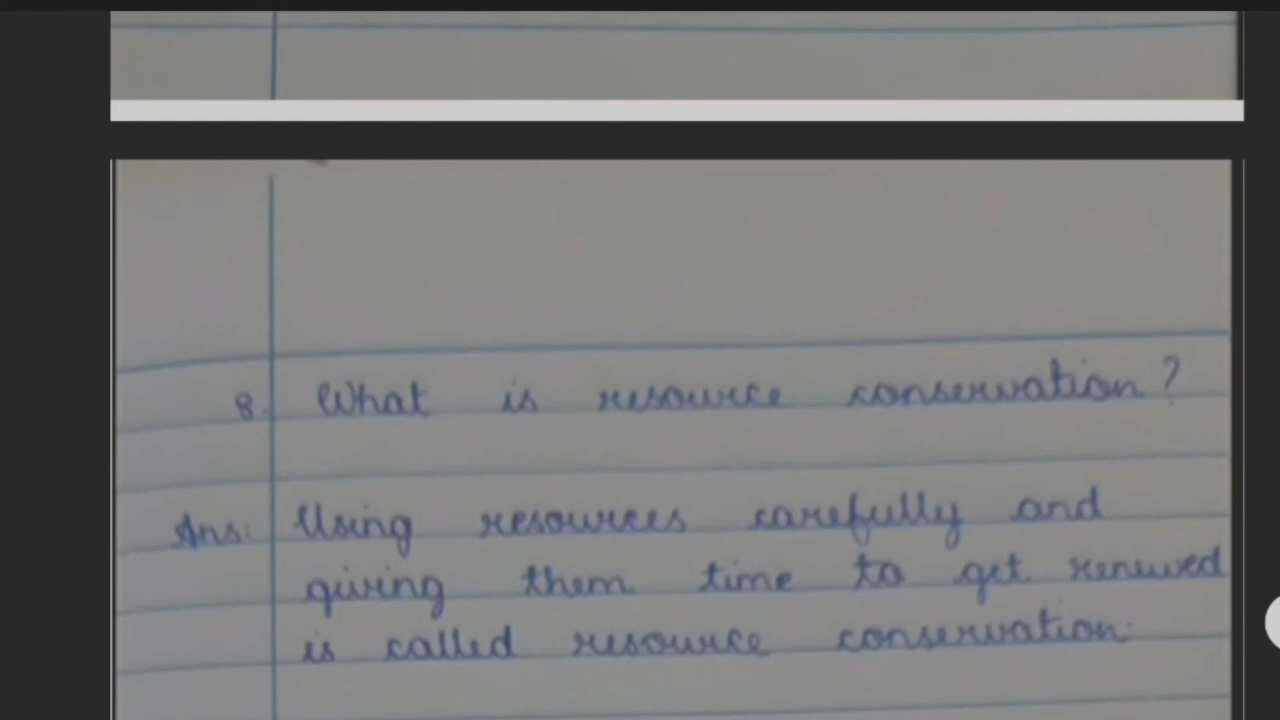 8. What is resource conservation?
Ans: Using resources carefully and
giving them time to get renewed
is called resource conservation.